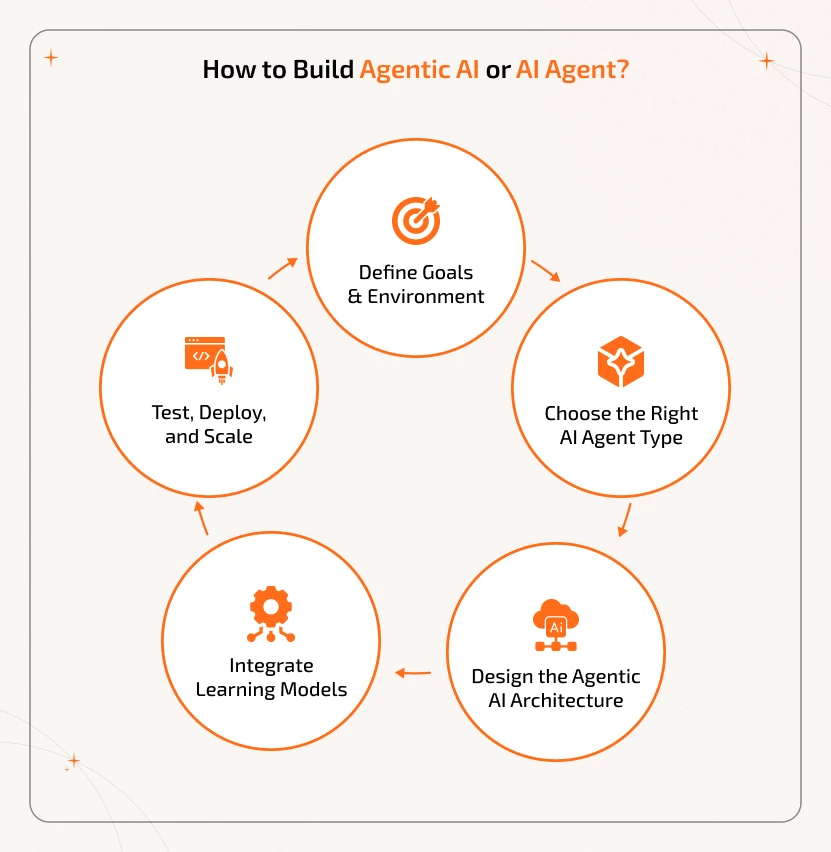 How to Build Agentic AI or AI Agent?
Define Goals
& Environment
Choose the Right
AI Agent Type
Ai
Design the Agentic
AI Architecture
Integrate
Learning Models
</>
Test, Deploy,
and Scale